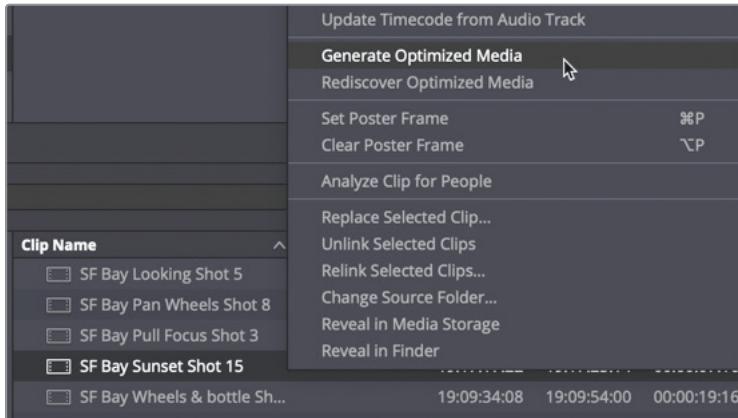 Update Timecode from Audio Track
Generate Optimized Media
Rediscover Optimized Media
Set Poster Frame ⌘P
Clear Poster Frame ⌥P
Analyze Clip for People
Replace Selected Clip...
Unlink Selected Clips
Relink Selected Clips...
Change Source Folder...
Reveal in Media Storage
Reveal in Finder
Clip Name
SF Bay Looking Shot 5
SF Bay Pan Wheels Shot 8
SF Bay Pull Focus Shot 3
SF Bay Sunset Shot 15
SF Bay Wheels & bottle Sh... 19:09:34:08 19:09:54:00 00:00:19:16